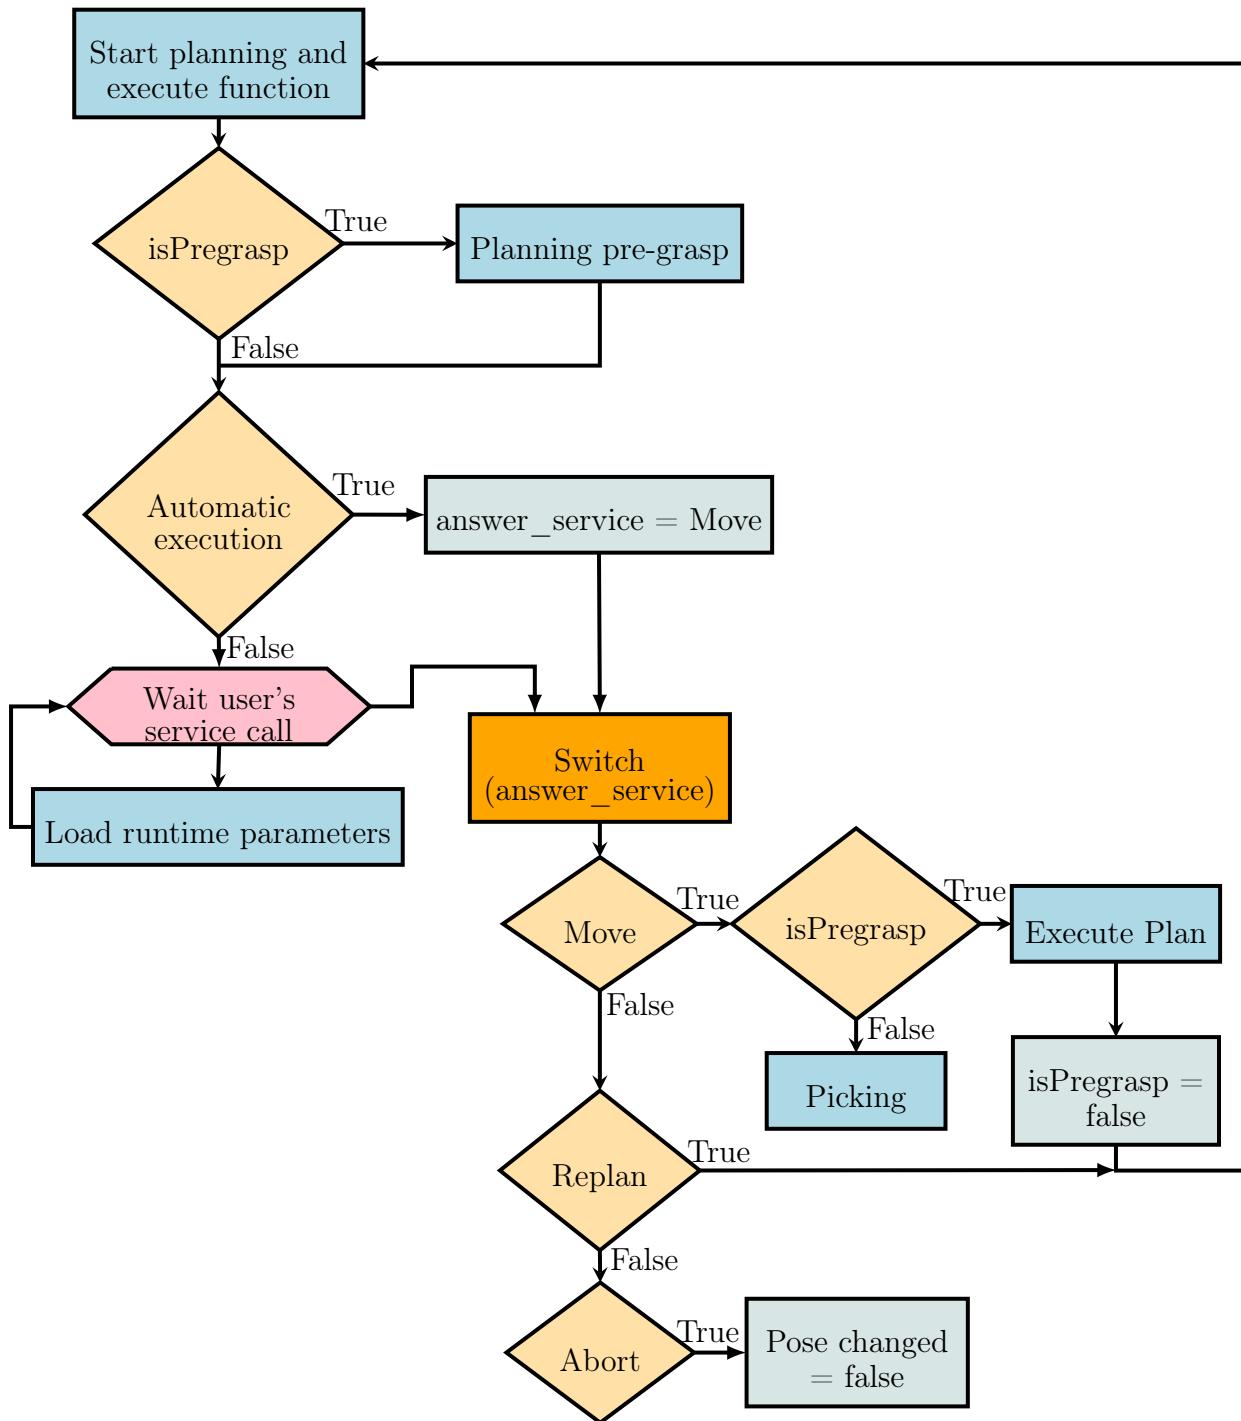 Start planning and
execute function
True
isPregrasp
Planning pre-grasp
False
True
Automatic
execution
answer_service = Move
False
Wait user's
service call
Switch
(answer_service)
Load runtime parameters
True
True
Move
isPregrasp
Execute Plan
False
False
Picking
isPregrasp =
false
True
Replan
False
True
Abort
Pose changed
= false